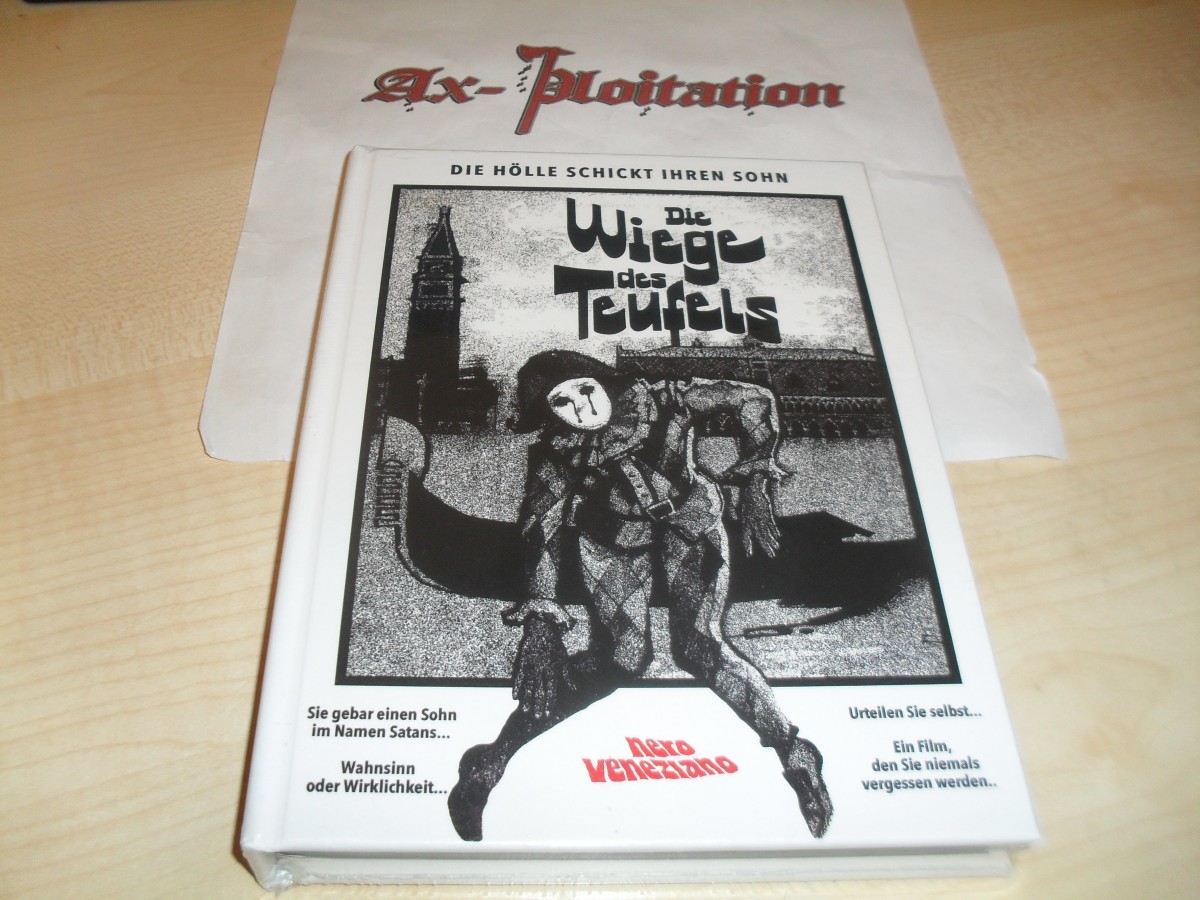 Ax-ploitation
DIE HÖLLE SCHICKT IHREN SOHN
Die
Wiege
des
Teufels
Sie gebar einen Sohn
im Namen Satans...
Wahnsinn
oder Wirklichkeit...
nero
veneziano
Urteilen Sie selbst...
Ein Film,
den Sie niemals
vergessen werden..